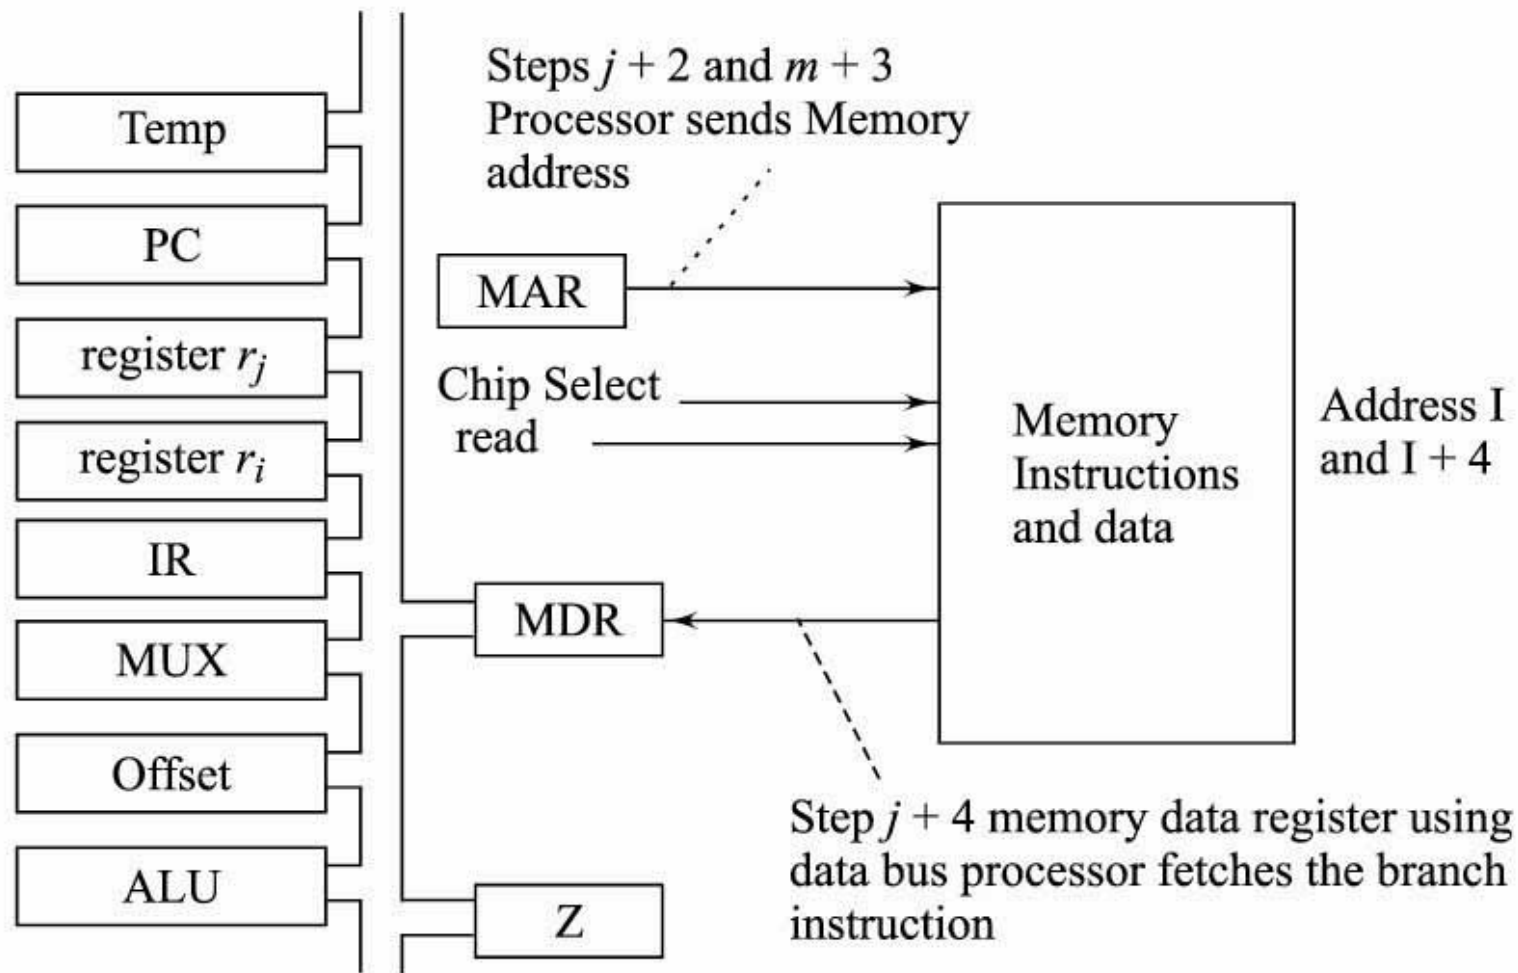 Temp
PC
register r_j
register r_i
IR
MUX
Offset
ALU
Steps j + 2 and m + 3
Processor sends Memory
address
MAR
Chip Select
read
MDR
Z
Memory
Instructions
and data
Address I
and I + 4
Step j + 4 memory data register using
data bus processor fetches the branch
instruction